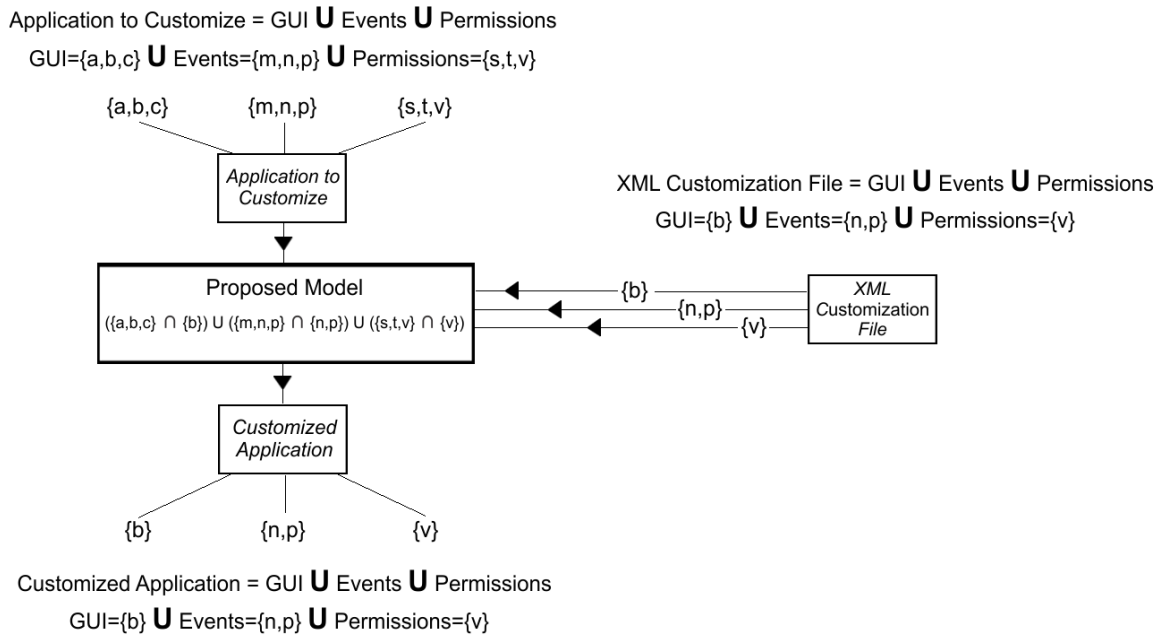 Application to Customize = GUI U Events U Permissions
GUI={a,b,c} U Events={m,n,p} U Permissions={s,t,v}
{a,b,c} {m,n,p} {s,t,v}
Application to
Customize
XML Customization File = GUI U Events U Permissions
GUI={b} U Events={n,p} U Permissions={v}
Proposed Model
({a,b,c} ∩ {b}) U ({m,n,p} ∩ {n,p}) U ({s,t,v} ∩ {v})
{b}
{n,p}
{v}
XML
Customization
File
Customized
Application
{b} {n,p} {v}
Customized Application = GUI U Events U Permissions
GUI={b} U Events={n,p} U Permissions={v}